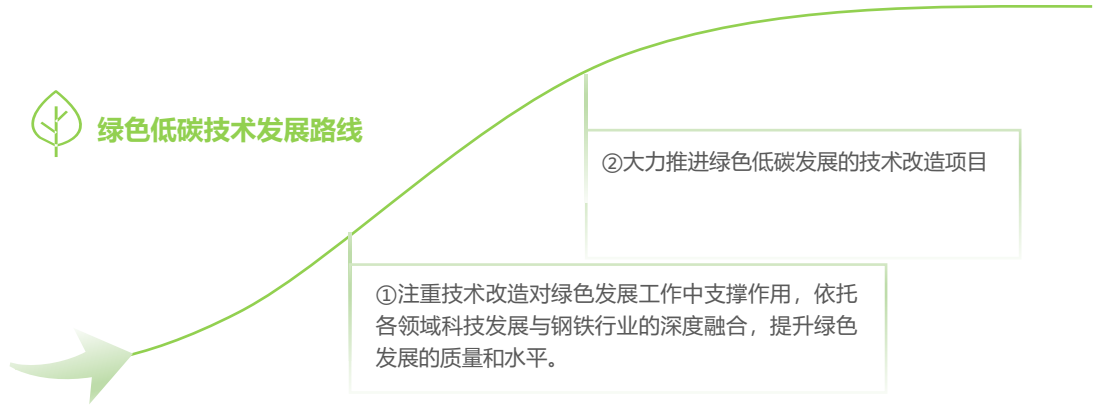 绿色低碳技术发展路线
②大力推进绿色低碳发展的技术改造项目
①注重技术改造对绿色发展工作中支撑作用，依托
各领域科技发展与钢铁行业的深度融合，提升绿色
发展的质量和水平。